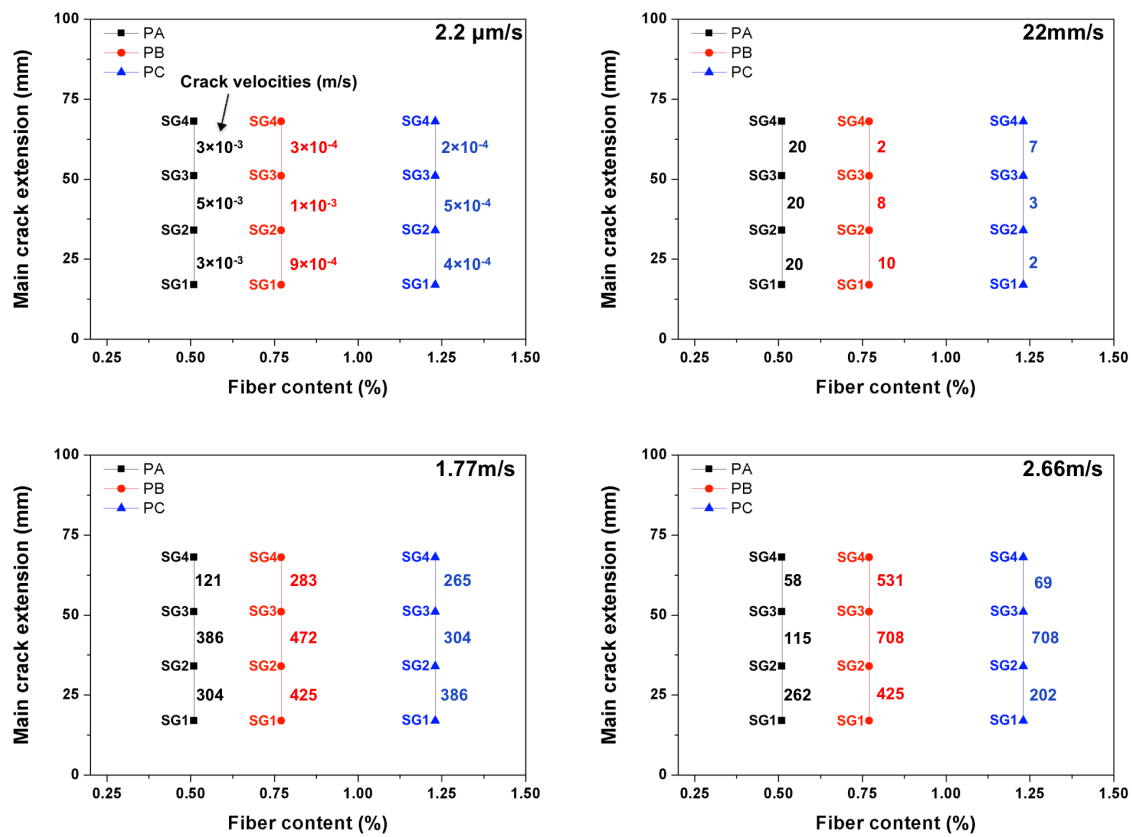 2.2 µm/s
PA
PB
PC
Crack velocities (m/s)
Main crack extension (mm)
100
75
50
25
0
SG4 SG4 SG4
3×10⁻³ 3×10⁻⁴ 2×10⁻⁴
SG3 SG3 SG3
5×10⁻³ 1×10⁻³ 5×10⁻⁴
SG2 SG2 SG2
3×10⁻³ 9×10⁻⁴ 4×10⁻⁴
SG1 SG1 SG1
0.25 0.50 0.75 1.00 1.25 1.50
Fiber content (%)
22mm/s
PA
PB
PC
Main crack extension (mm)
100
75
50
25
0
SG4 SG4 SG4
20 2 7
SG3 SG3 SG3
20 8 3
SG2 SG2 SG2
20 10 2
SG1 SG1 SG1
0.25 0.50 0.75 1.00 1.25 1.50
Fiber content (%)
1.77m/s
PA
PB
PC
Main crack extension (mm)
100
75
50
25
0
SG4 SG4 SG4
121 283 265
SG3 SG3 SG3
386 472 304
SG2 SG2 SG2
304 425 386
SG1 SG1 SG1
0.25 0.50 0.75 1.00 1.25 1.50
Fiber content (%)
2.66m/s
PA
PB
PC
Main crack extension (mm)
100
75
50
25
0
SG4 SG4 SG4
58 531 69
SG3 SG3 SG3
115 708 708
SG2 SG2 SG2
262 425 202
SG1 SG1 SG1
0.25 0.50 0.75 1.00 1.25 1.50
Fiber content (%)